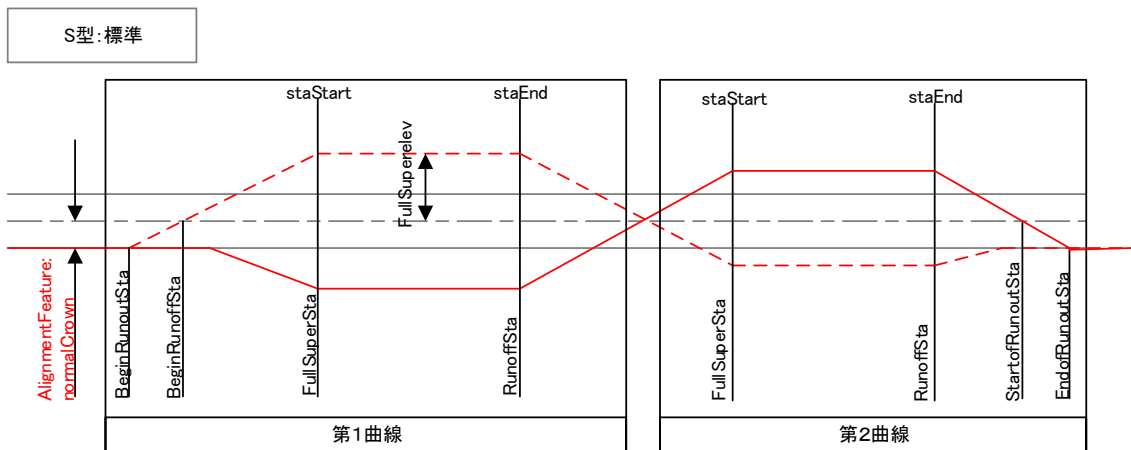 S型:標準
staStart
staEnd
staStart
staEnd
FullSuperelev
AlignmentFeature:
normalCrown
BeginRunoutSta
BeginRunoffSta
FullSuperSta
RunoffSta
FullSuperSta
RunoffSta
StartofRunoutSta
EndofRunoutSta
第1曲線
第2曲線